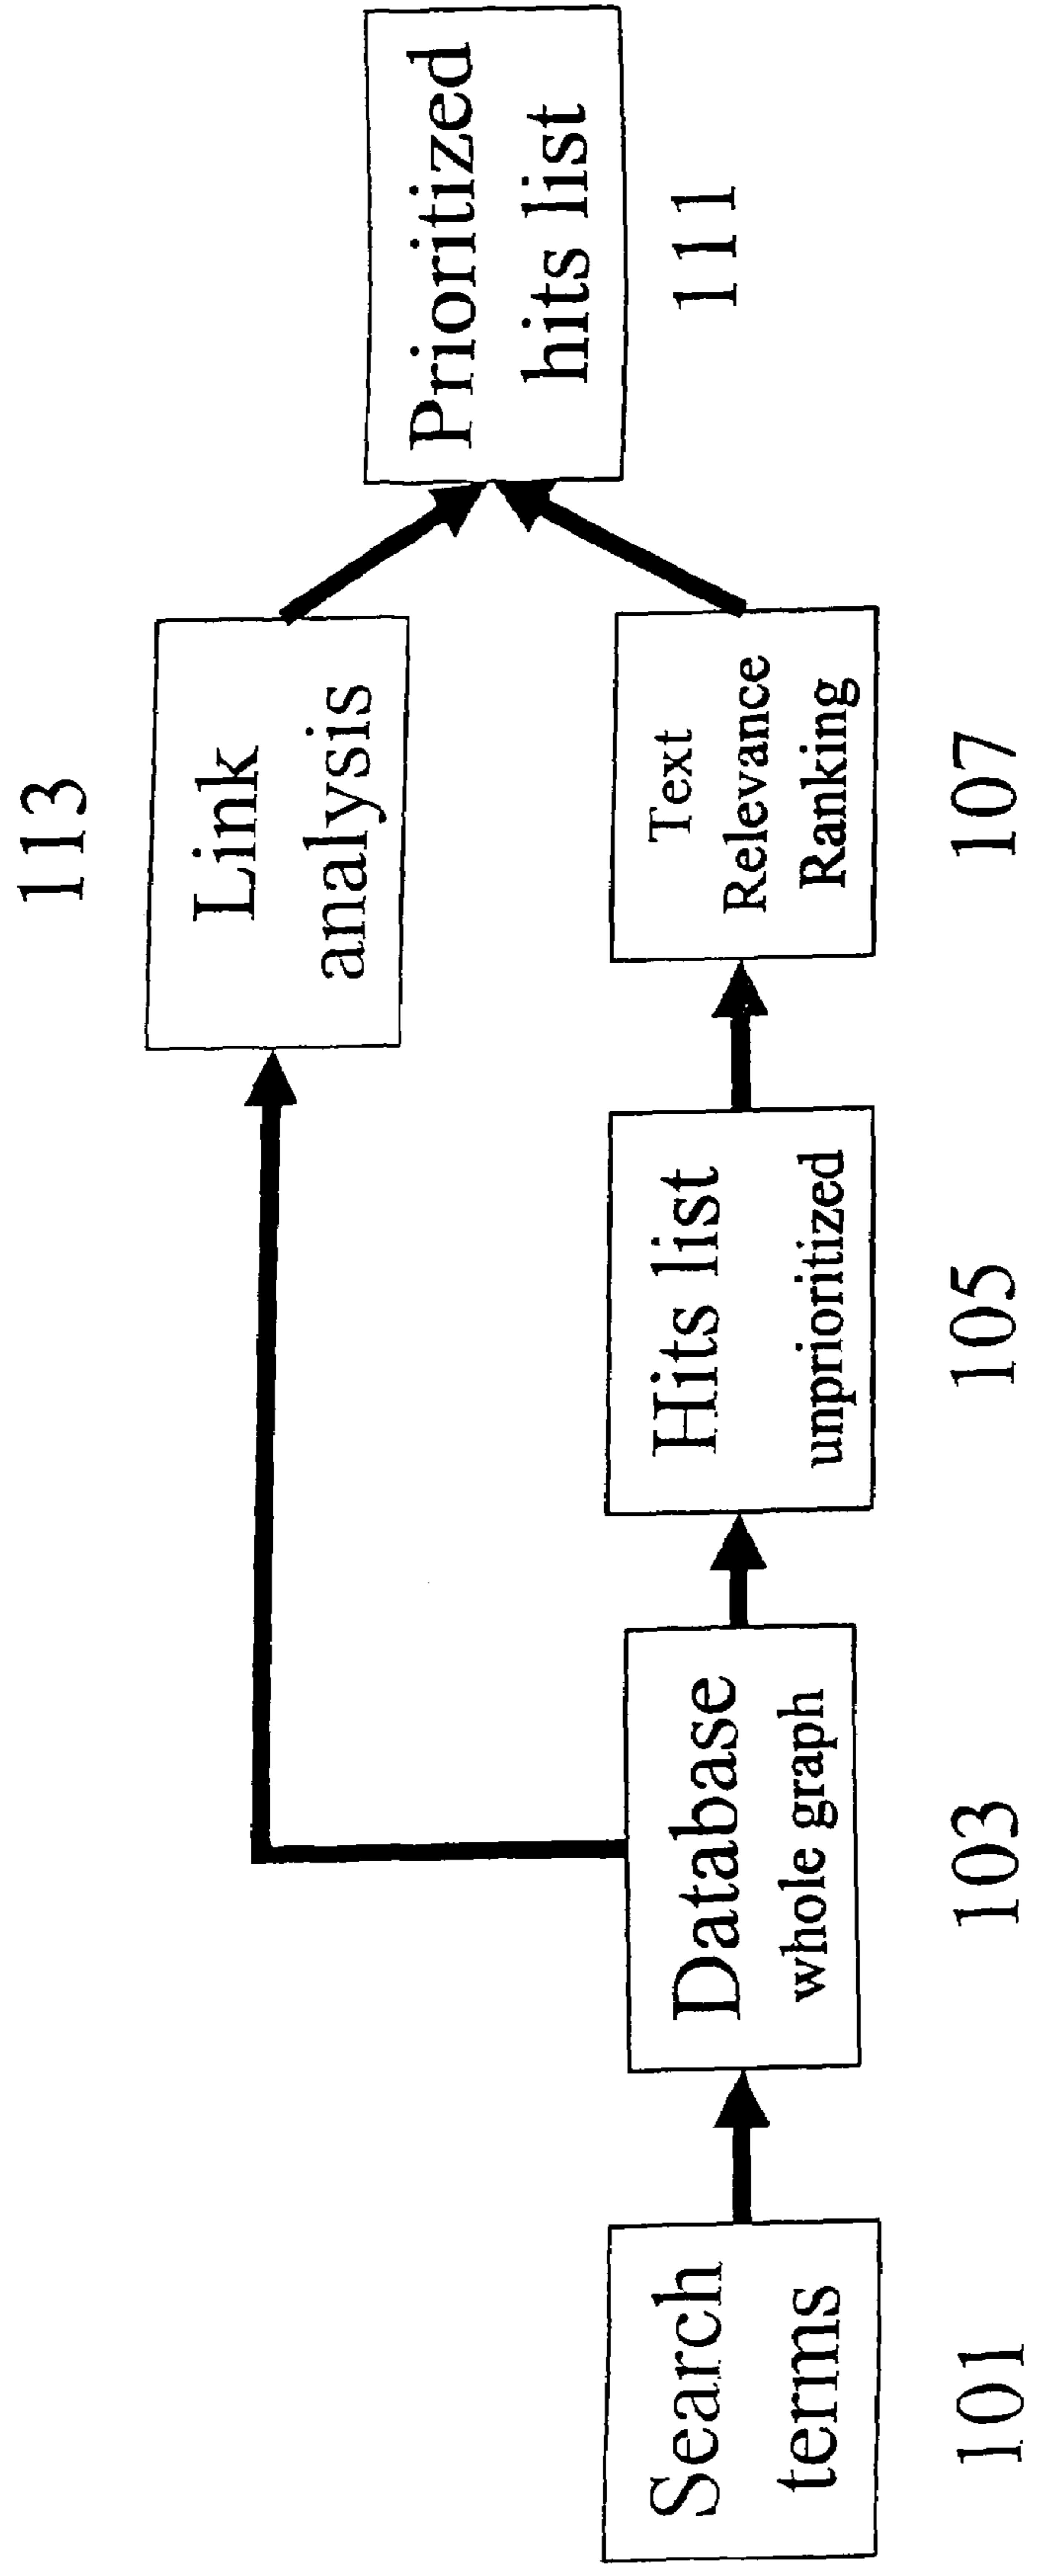 113
Link
analysis
Prioritized
hits list
111
Search
terms
101
Database
whole graph
103
Hits list
unprioritized
105
Text
Relevance
Ranking
107